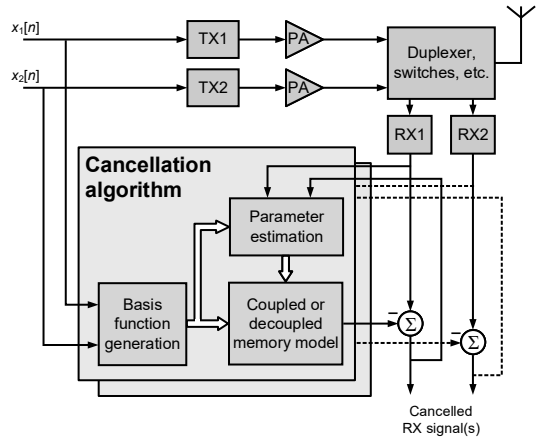 x1[n]
TX1
PA
Duplexer,
switches, etc.
x2[n]
TX2
PA
RX1
RX2
Cancellation
algorithm
Parameter
estimation
Basis
function
generation
Coupled or
decoupled
memory model
−
Σ
−
Σ
Cancelled
RX signal(s)